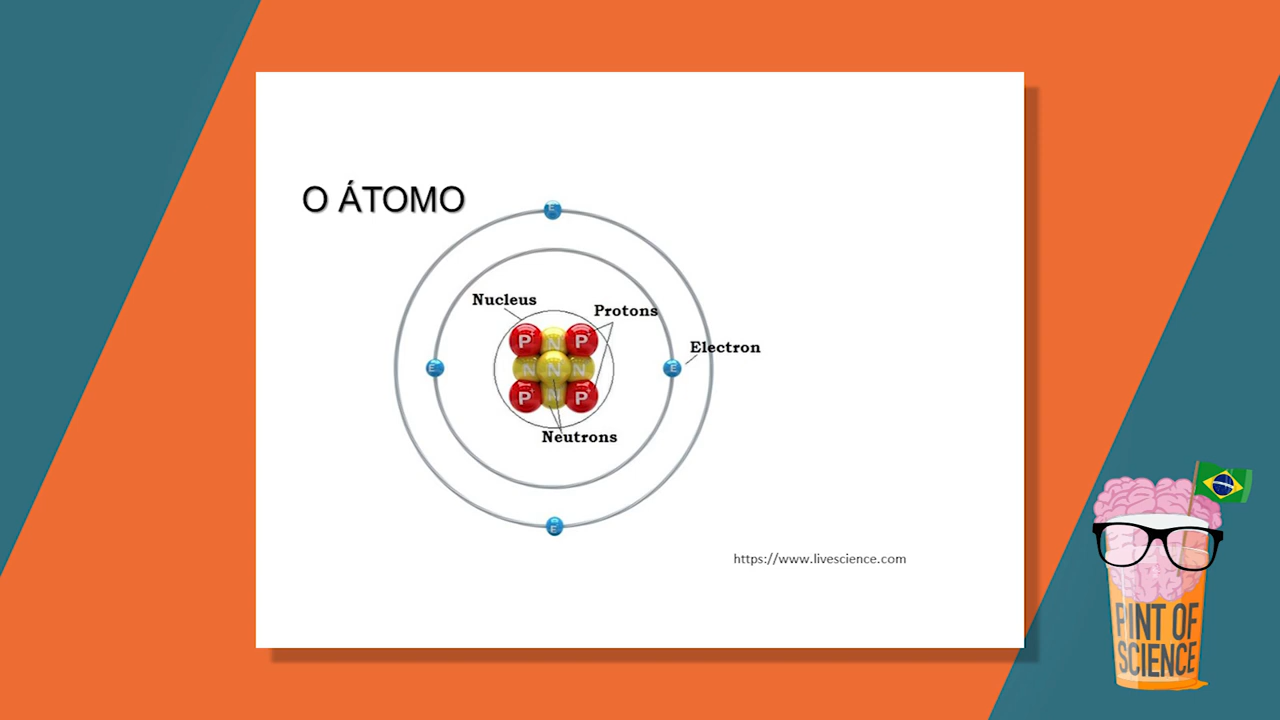 O ÁTOMO
E
Nucleus
Protons
P N P
Electron
E N N N E
P N P
Neutrons
E
https://www.livescience.com
PINT OF
SCIENCE